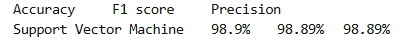 Accuracy F1 score Precision
Support Vector Machine 98.9% 98.89% 98.89%